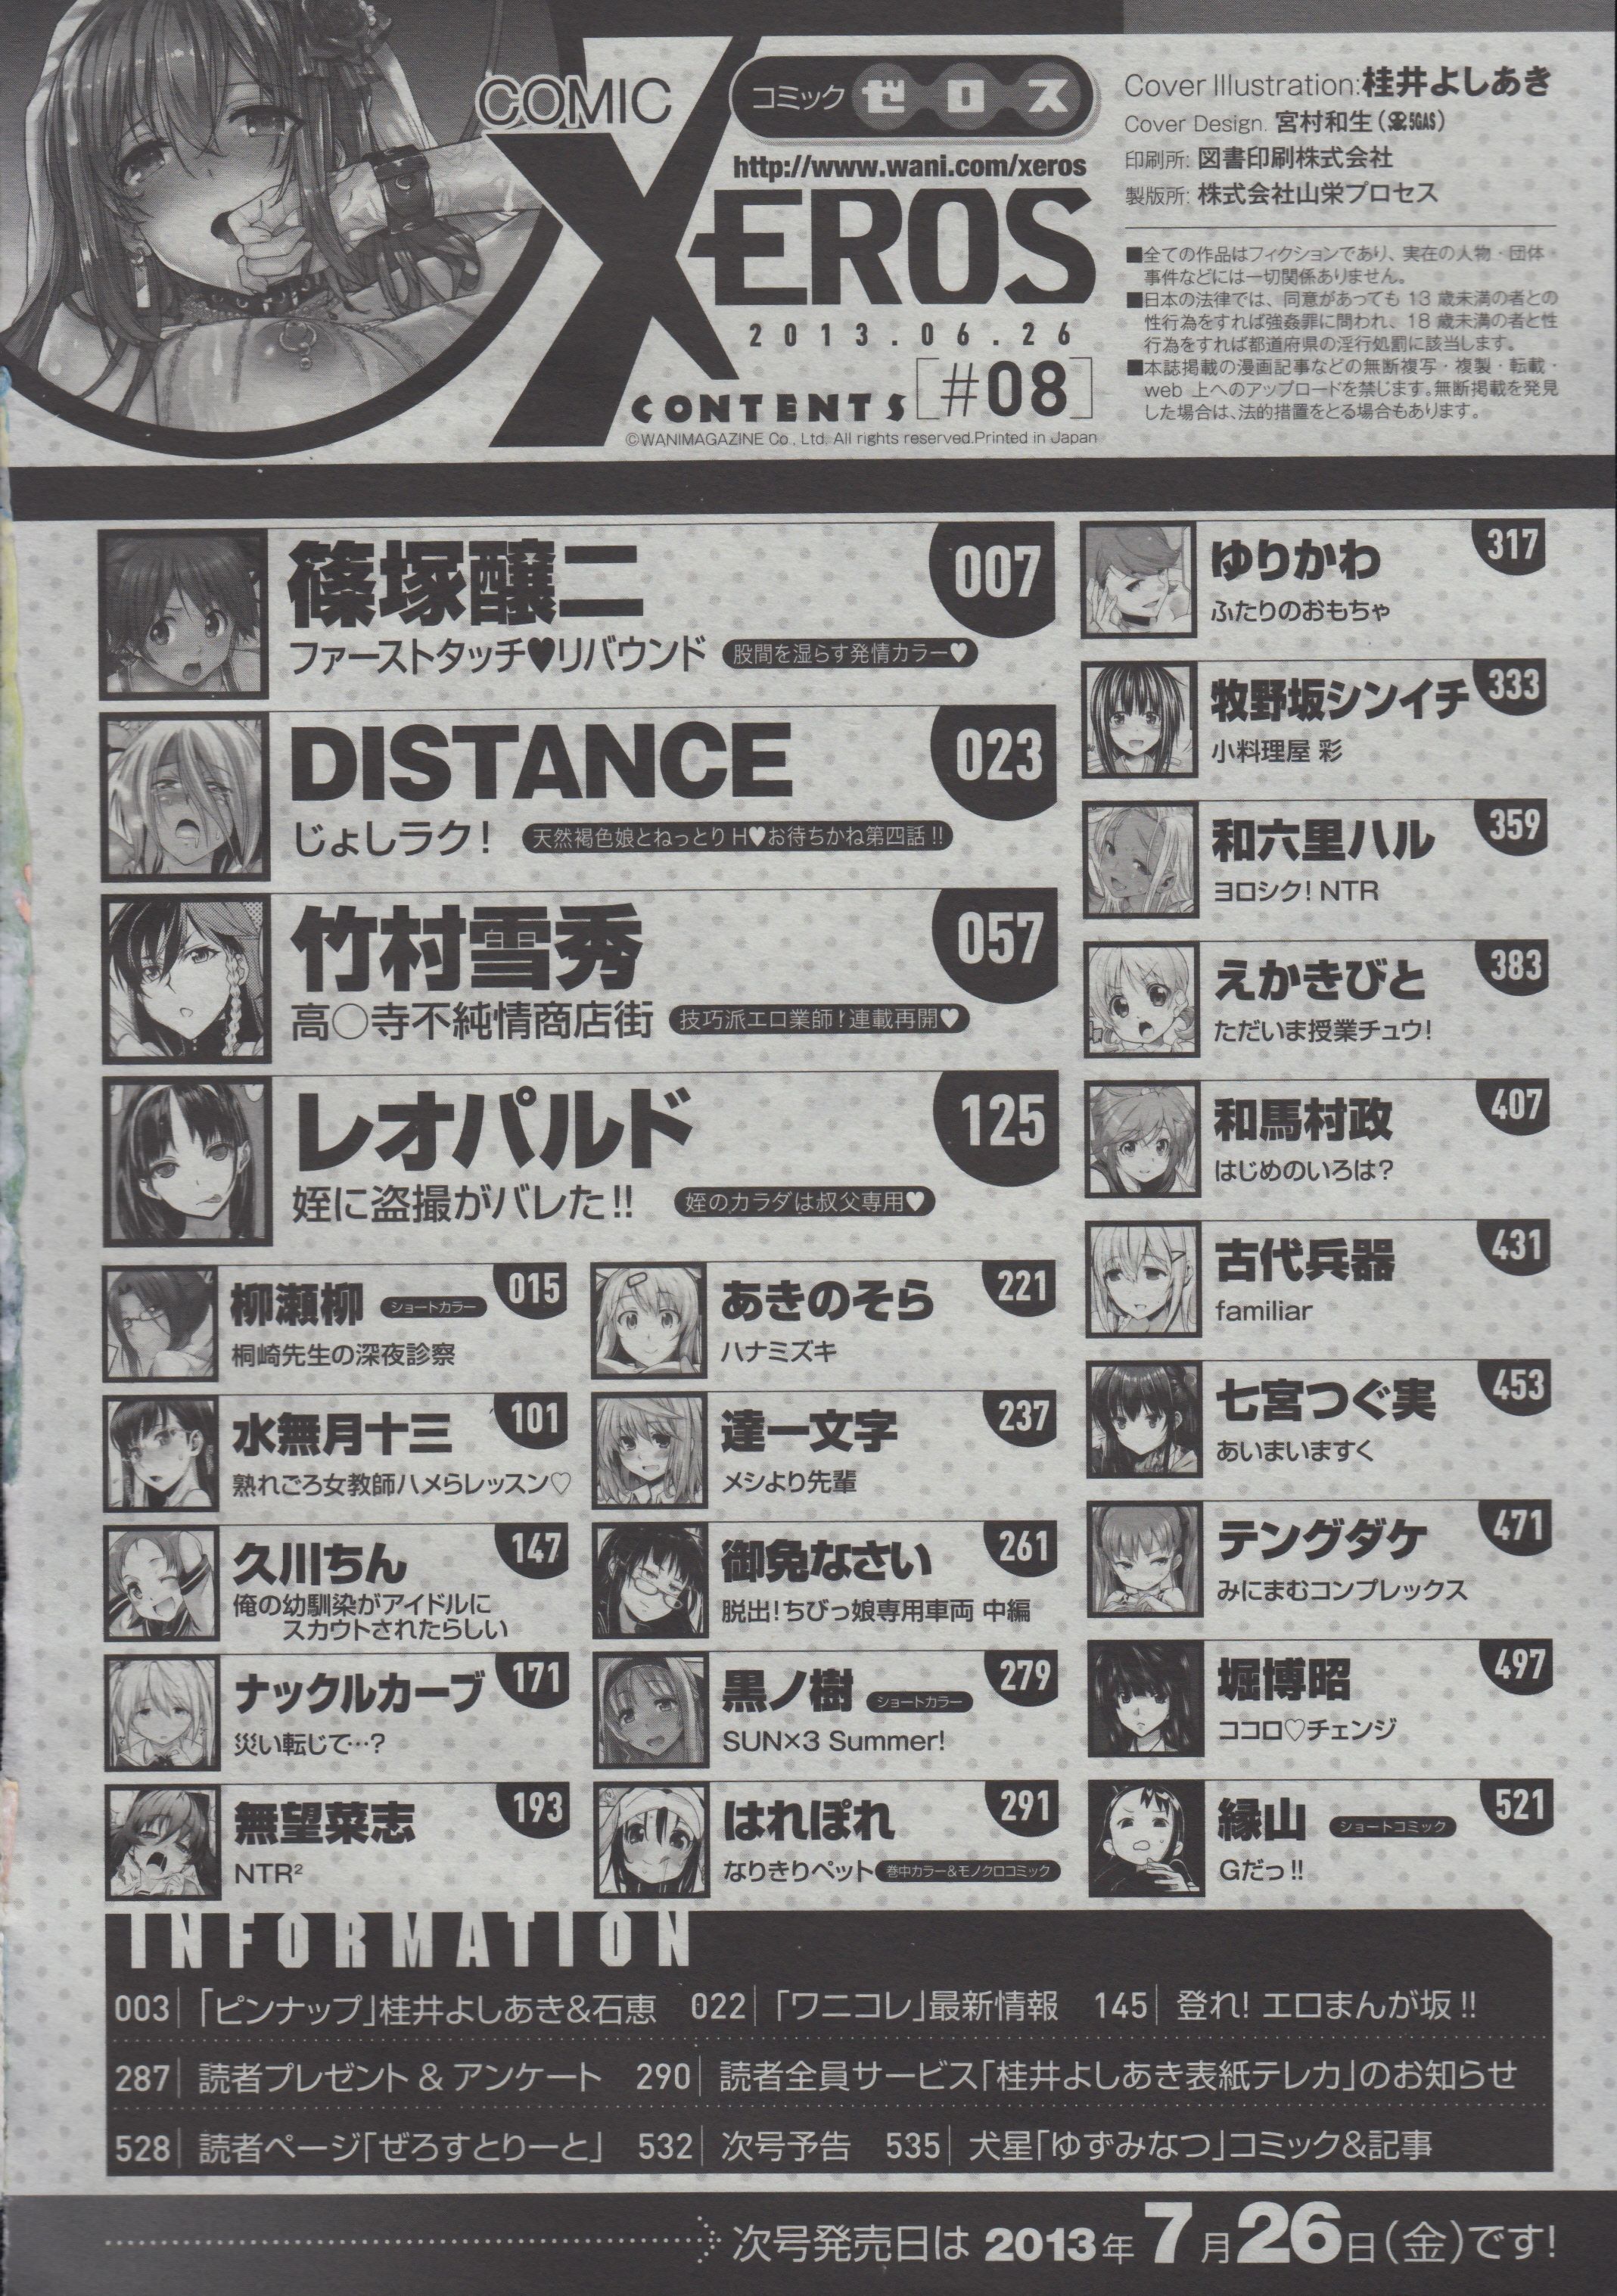 COMIC
XEROS
コミック ゼロス
http://www.wani.com/xeros
2013.06.26
CONTENTS [#08]
©WANIMAGAZINE Co., Ltd. All rights reserved.Printed in Japan
Cover Illustration:桂井よしあき
Cover Design. 宮村和生(5GAS)
印刷所: 図書印刷株式会社
製版所: 株式会社山栄プロセス
■全ての作品はフィクションであり、実在の人物・団体・
事件などには一切関係ありません。
■日本の法律では、同意があっても 13 歳未満の者との
性行為をすれば強姦罪に問われ、18 歳未満の者と性
行為をすれば都道府県の淫行処罰に該当します。
■本誌掲載の漫画記事などの無断複写・複製・転載・
web 上へのアップロードを禁じます。無断掲載を発見
した場合は、法的措置をとる場合もあります。
篠塚醸二 007
ファーストタッチ♥リバウンド 股間を湿らす発情カラー♥
DISTANCE 023
じょしラク! 天然褐色娘とねっとりH♥お待ちかね第四話!!
竹村雪秀 057
高○寺不純情商店街 技巧派エロ業師!連載再開♥
レオパルド 125
姪に盗撮がバレた!! 姪のカラダは叔父専用♥
柳瀬柳 ショートカラー 015
桐崎先生の深夜診察
水無月十三 101
熟れごろ女教師ハメらレッスン♡
久川ちん 147
俺の幼馴染がアイドルに
スカウトされたらしい
ナックルカーブ 171
災い転じて…?
無望菜志 193
NTR²
あきのそら 221
ハナミズキ
達一文字 237
メシより先輩
御免なさい 261
脱出!ちびっ娘専用車両 中編
黒ノ樹 ショートカラー 279
SUN×3 Summer!
はれぽれ 291
なりきりペット 巻中カラー&モノクロコミック
ゆりかわ 317
ふたりのおもちゃ
牧野坂シンイチ 333
小料理屋 彩
和六里ハル 359
ヨロシク! NTR
えかきびと 383
ただいま授業チュウ!
和馬村政 407
はじめのいろは?
古代兵器 431
familiar
七宮つぐ実 453
あいまいますく
テングダケ 471
みにまむコンプレックス
堀博昭 497
ココロ♡チェンジ
緑山 ショートコミック 521
Gだっ!!
INFORMATION
003 「ピンナップ」桂井よしあき&石恵 022 「ワニコレ」最新情報 145 登れ! エロまんが坂!!
287 読者プレゼント & アンケート 290 読者全員サービス「桂井よしあき表紙テレカ」のお知らせ
528 読者ページ「ぜろすとりーと」 532 次号予告 535 犬星「ゆずみなつ」コミック&記事
次号発売日は 2013年7月26日(金)です!